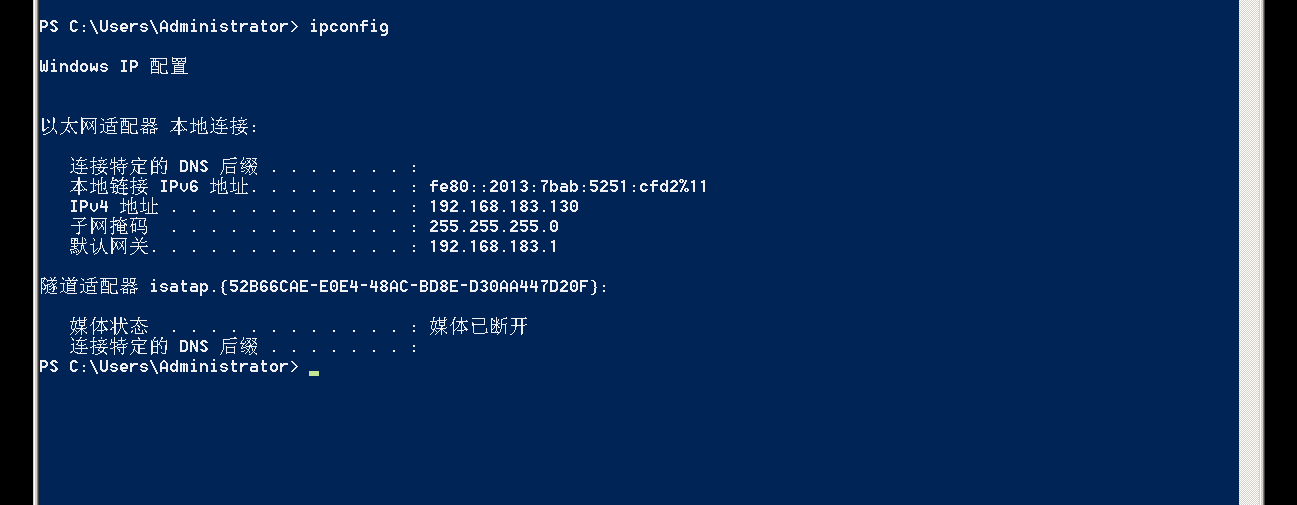 PS C:\Users\Administrator> ipconfig
Windows IP 配置
以太网适配器 本地连接:
连接特定的 DNS 后缀 . . . . . . . :
本地链接 IPv6 地址. . . . . . . . : fe80::2013:7bab:5251:cfd2%11
IPv4 地址 . . . . . . . . . . . . : 192.168.183.130
子网掩码  . . . . . . . . . . . . : 255.255.255.0
默认网关. . . . . . . . . . . . . : 192.168.183.1
隧道适配器 isatap.{52B66CAE-E0E4-48AC-BD8E-D30AA447D20F}:
媒体状态  . . . . . . . . . . . . : 媒体已断开
连接特定的 DNS 后缀 . . . . . . . :
PS C:\Users\Administrator> _